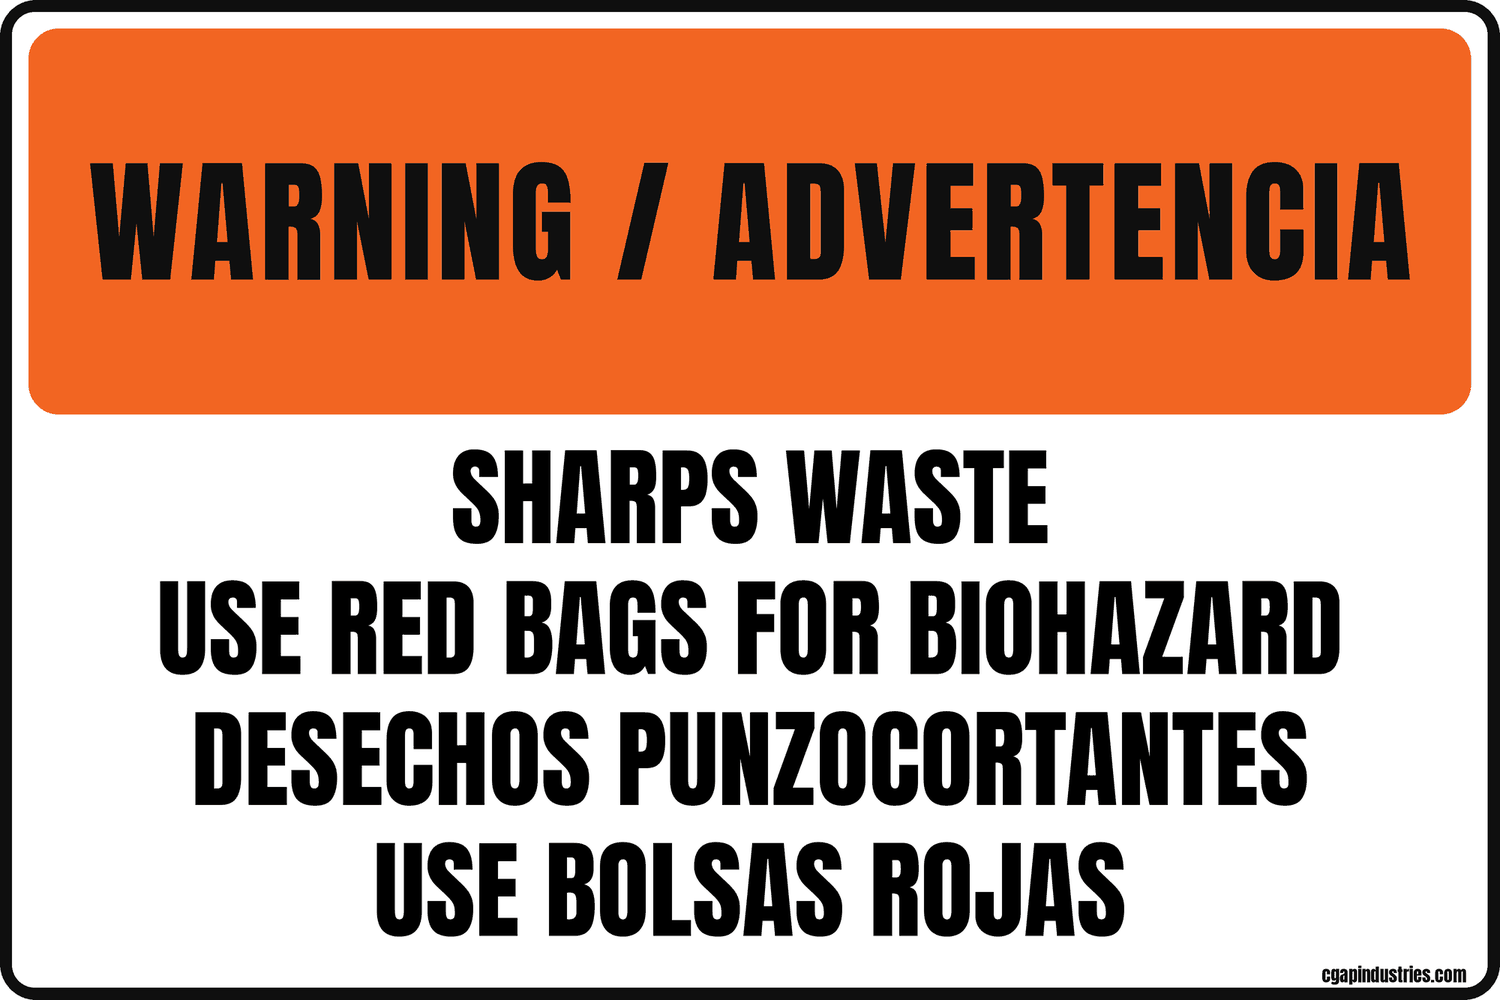 WARNING / ADVERTENCIA
SHARPS WASTE
USE RED BAGS FOR BIOHAZARD
DESECHOS PUNZOCORTANTES
USE BOLSAS ROJAS
cgapindustries.com